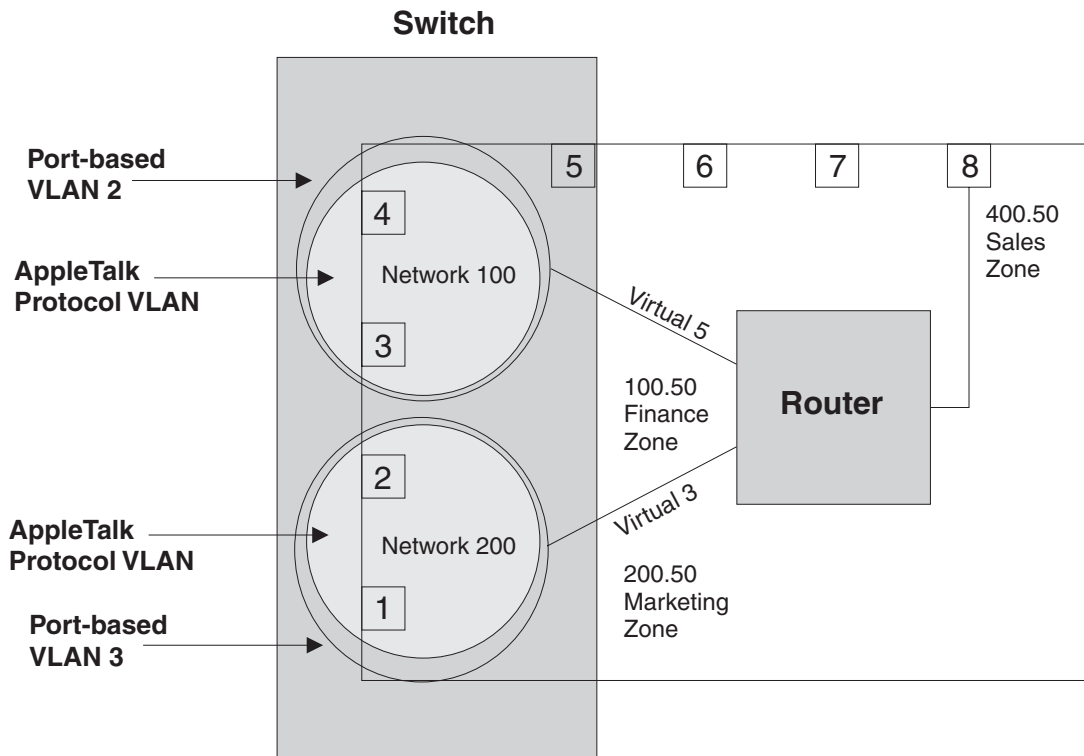 Switch
Port-based
VLAN 2
5
6
7
8
4
400.50
Sales
Zone
AppleTalk
Protocol VLAN
Network 100
Virtual 5
3
100.50
Finance
Zone
Router
2
Virtual 3
AppleTalk
Protocol VLAN
Network 200
200.50
Marketing
Zone
1
Port-based
VLAN 3